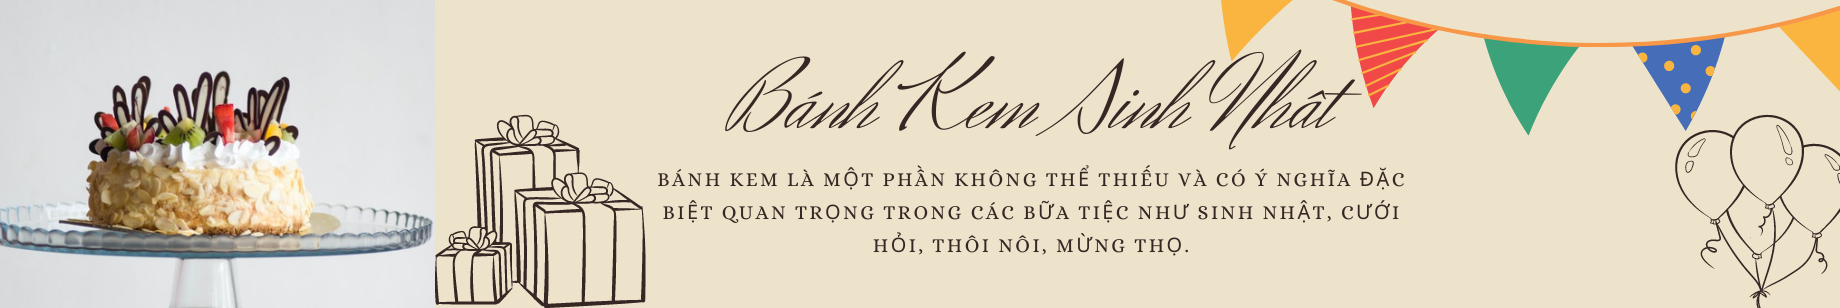 Bánh Kem Sinh Nhật
BÁNH KEM LÀ MỘT PHẦN KHÔNG THỂ THIẾU VÀ CÓ Ý NGHĨA ĐẶC
BIỆT QUAN TRỌNG TRONG CÁC BỮA TIỆC NHƯ SINH NHẬT, CƯỚI
HỎI, THÔI NÔI, MỪNG THỌ.